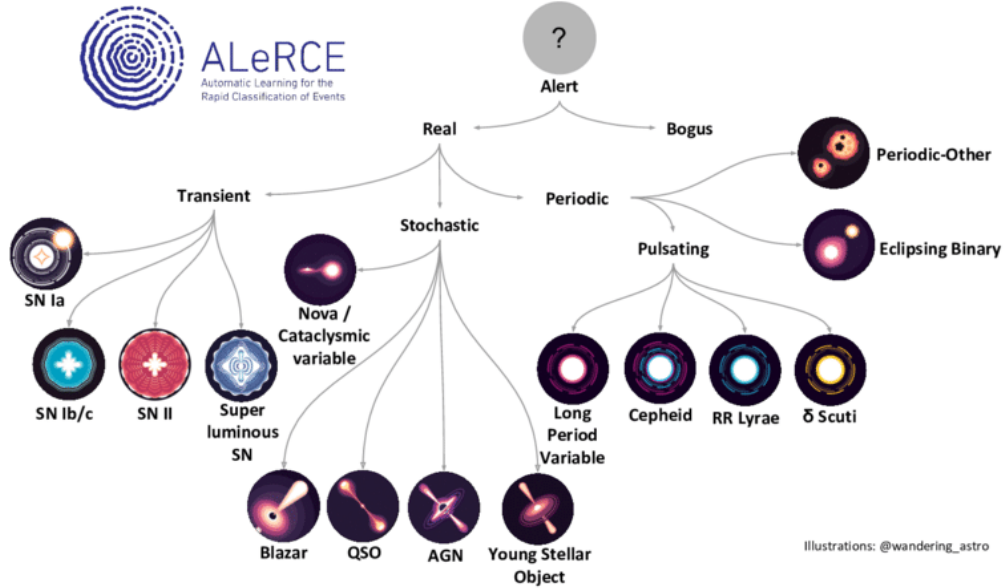 ?
ALeRCE
Automatic Learning for the
Rapid Classification of Events
Alert
Real
Bogus
Periodic-Other
Transient
Periodic
Stochastic
Pulsating
Eclipsing Binary
SN Ia
Nova /
Cataclysmic
variable
SN Ib/c
SN II
Super
luminous
SN
Long
Period
Variable
Cepheid
RR Lyrae
δ Scuti
Blazar
QSO
AGN
Young Stellar
Object
Illustrations: @wandering_astro